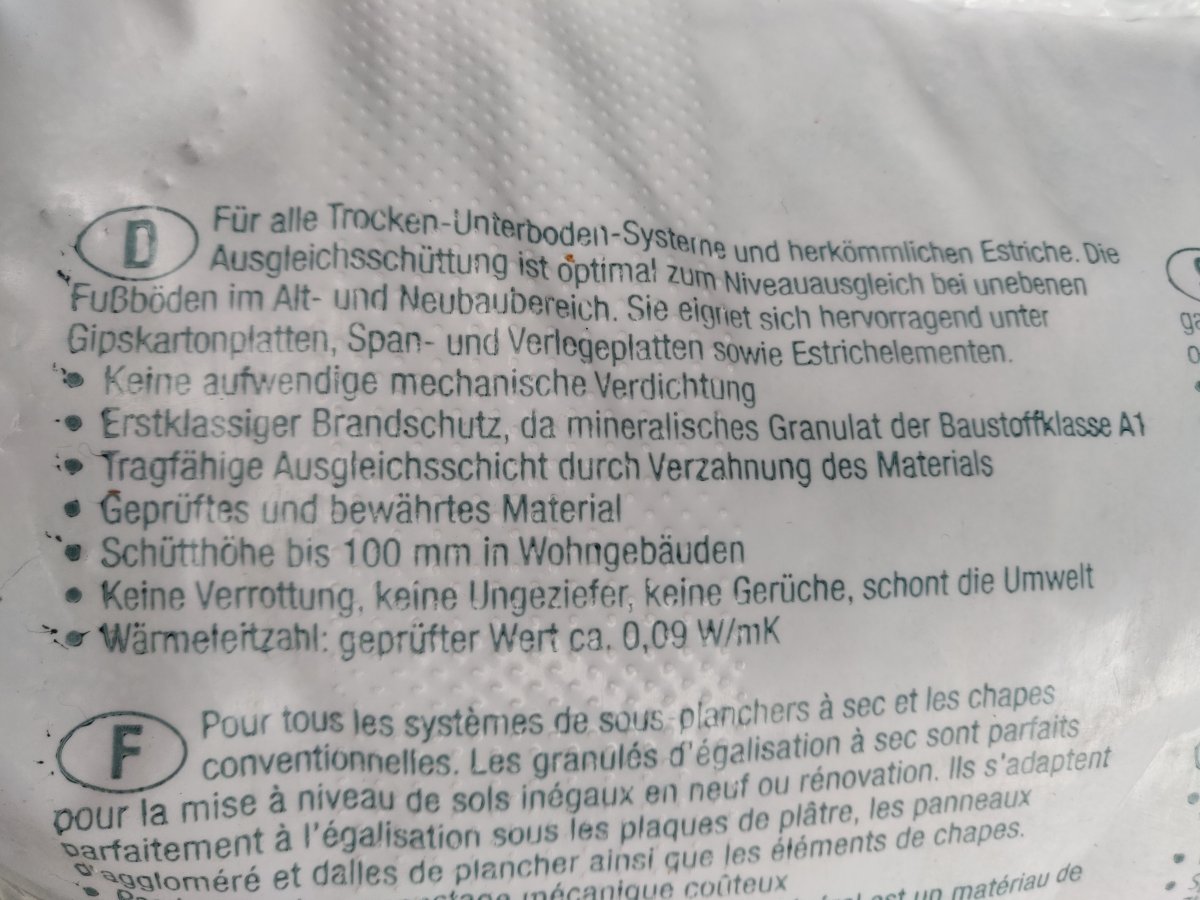 D Für alle Trocken-Unterboden-Systeme und herkömmlichen Estriche. Die
Ausgleichsschüttung ist optimal zum Niveauausgleich bei unebenen
Fußböden im Alt- und Neubaubereich. Sie eignet sich hervorragend unter
Gipskartonplatten, Span- und Verlegeplatten sowie Estrichelementen.
• Keine aufwendige mechanische Verdichtung
• Erstklassiger Brandschutz, da mineralisches Granulat der Baustoffklasse A1
• Tragfähige Ausgleichsschicht durch Verzahnung des Materials
• Geprüftes und bewährtes Material
• Schütthöhe bis 100 mm in Wohngebäuden
• Keine Verrottung, keine Ungeziefer, keine Gerüche, schont die Umwelt
• Wärmeleitzahl: geprüfter Wert ca. 0,09 W/mK
F Pour tous les systèmes de sous-planchers à sec et les chapes
conventionnelles. Les granulés d'égalisation à sec sont parfaits
pour la mise à niveau de sols inégaux en neuf ou rénovation. Ils s'adaptent
parfaitement à l'égalisation sous les plaques de plâtre, les panneaux
d'aggloméré et dalles de plancher ainsi que les éléments de chapes.
• mécanique coûteux
est un matériau de